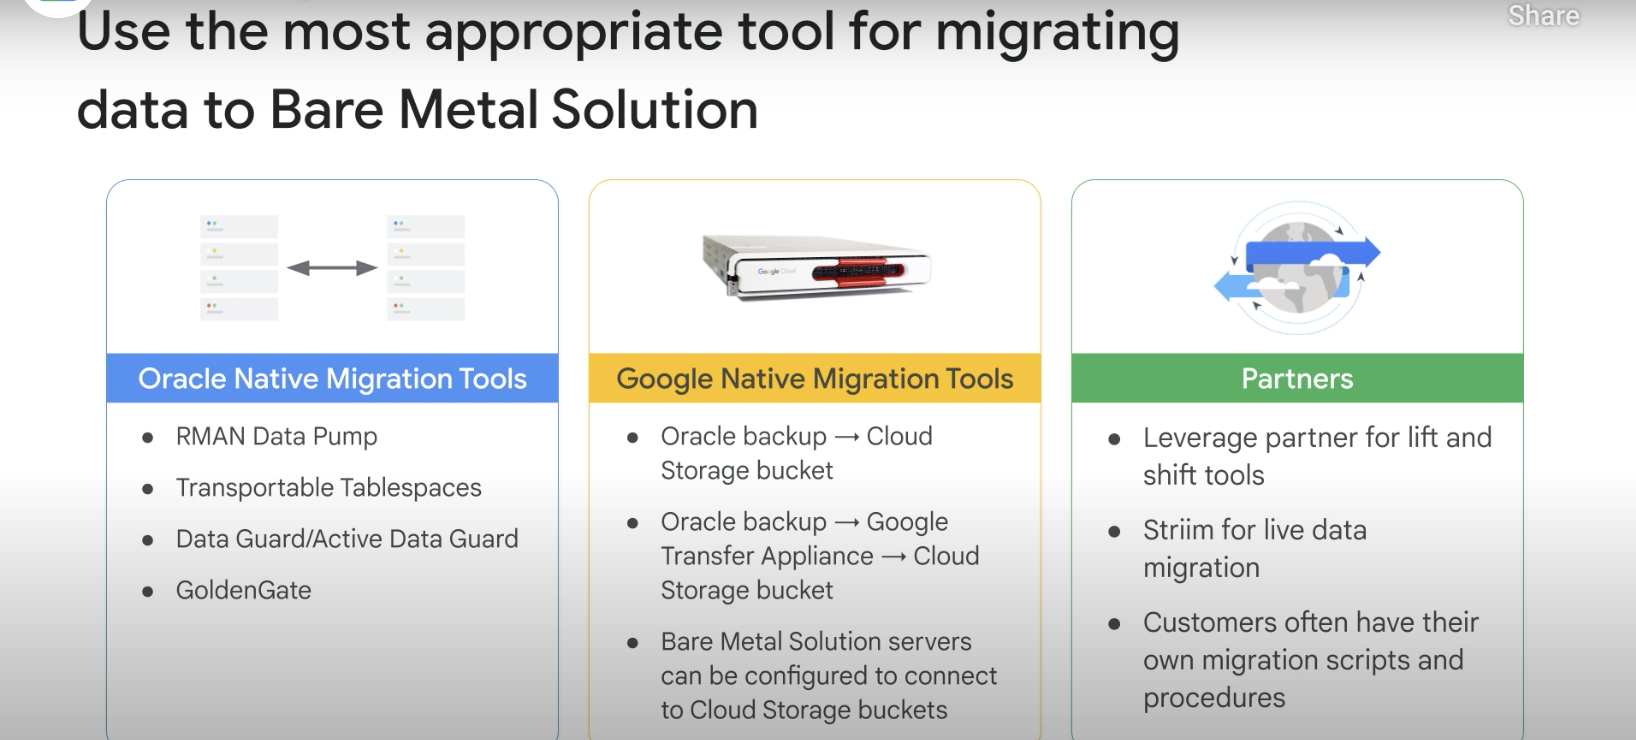 Share
Use the most appropriate tool for migrating
data to Bare Metal Solution
Google Cloud
Oracle Native Migration Tools
RMAN Data Pump
Transportable Tablespaces
Data Guard/Active Data Guard
GoldenGate
Google Native Migration Tools
Oracle backup → Cloud
Storage bucket
Oracle backup → Google
Transfer Appliance → Cloud
Storage bucket
Bare Metal Solution servers
can be configured to connect
to Cloud Storage buckets
Partners
Leverage partner for lift and
shift tools
Striim for live data
migration
Customers often have their
own migration scripts and
procedures